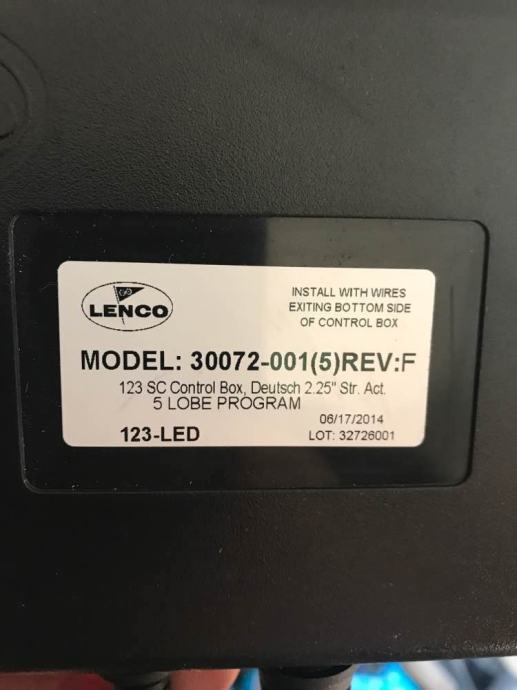 LENCO
INSTALL WITH WIRES
EXITING BOTTOM SIDE
OF CONTROL BOX
MODEL: 30072-001(5)REV:F
123 SC Control Box, Deutsch 2.25" Str. Act.
5 LOBE PROGRAM
123-LED
06/17/2014
LOT: 32726001